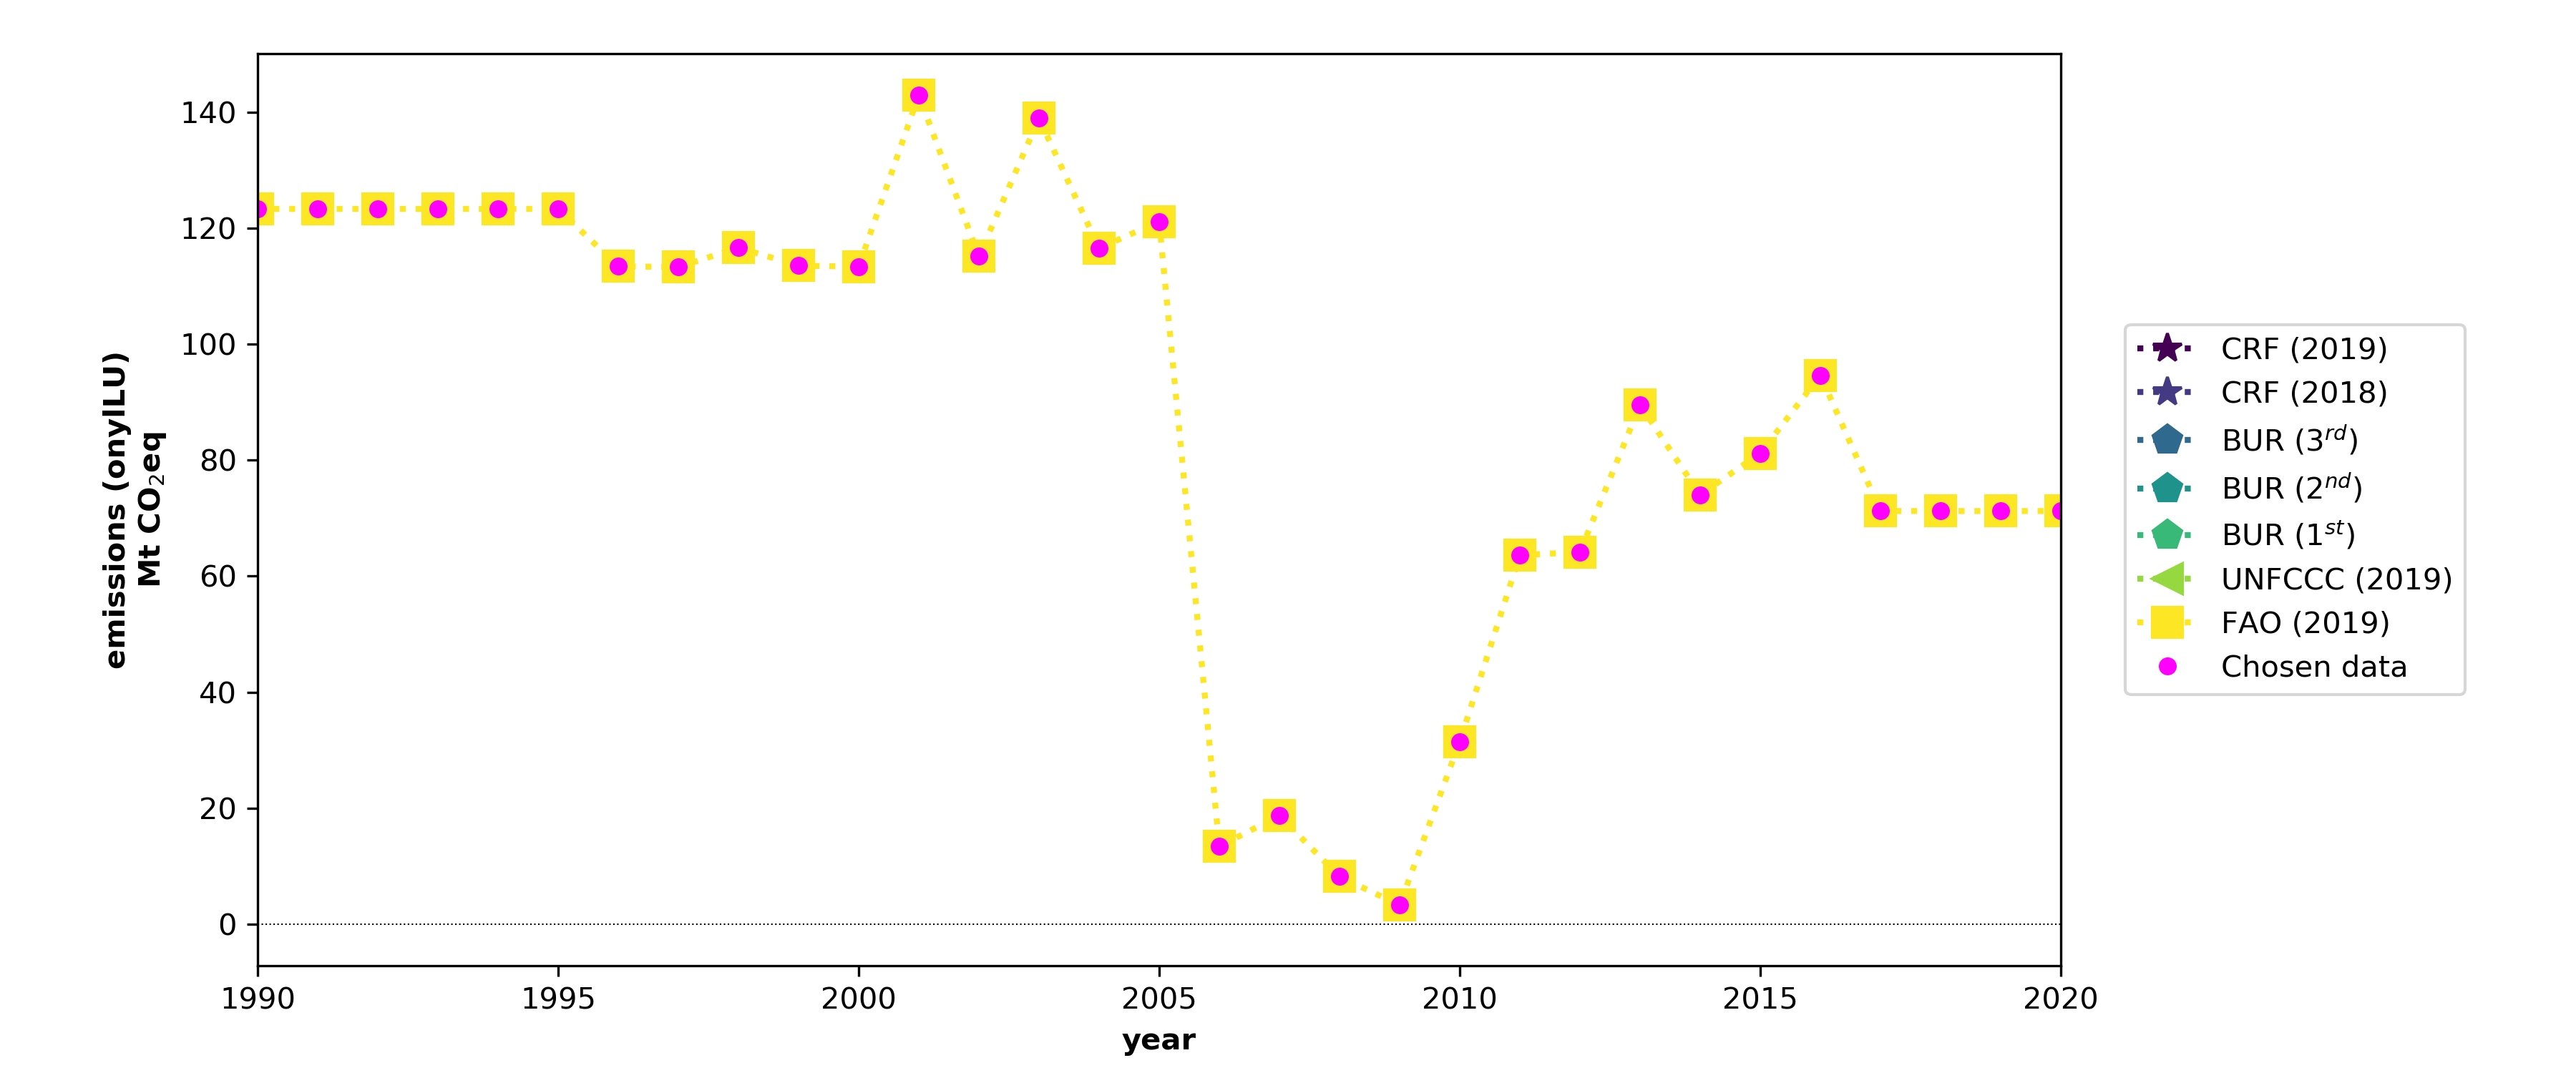 emissions (onylLU)
Mt CO₂eq
140
120
100
80
60
40
20
0
1990 1995 2000 2005 2010 2015 2020
year
CRF (2019)
CRF (2018)
BUR (3ʳᵈ)
BUR (2ⁿᵈ)
BUR (1ˢᵗ)
UNFCCC (2019)
FAO (2019)
Chosen data